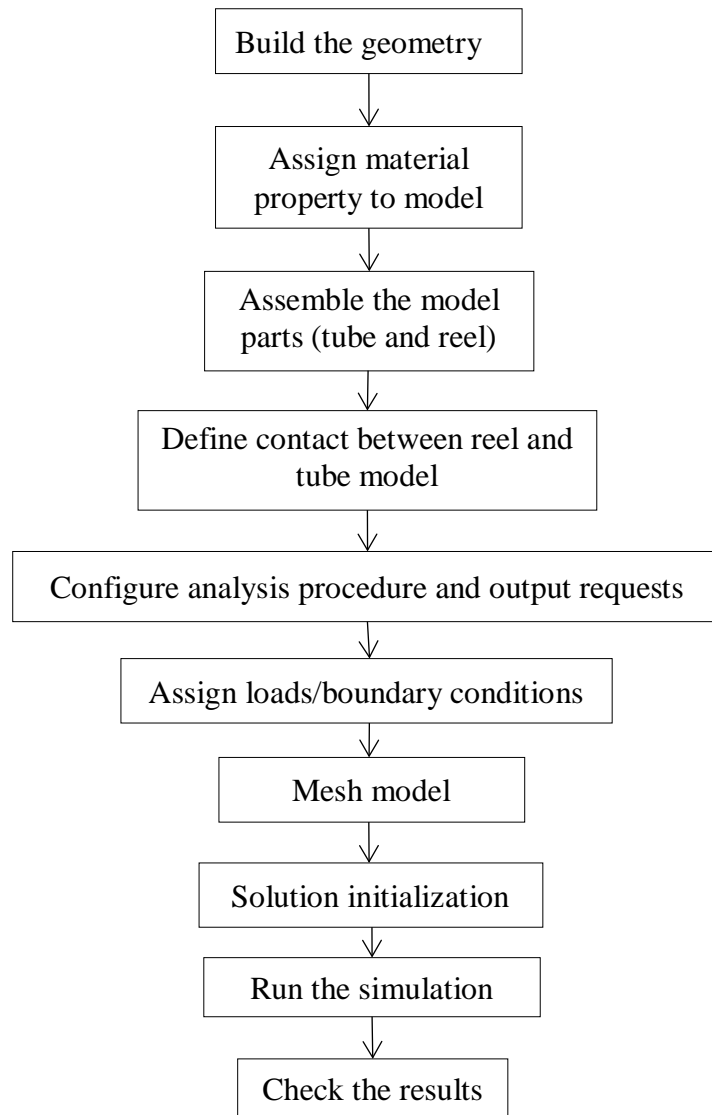 Build the geometry
Assign material
property to model
Assemble the model
parts (tube and reel)
Define contact between reel and
tube model
Configure analysis procedure and output requests
Assign loads/boundary conditions
Mesh model
Solution initialization
Run the simulation
Check the results